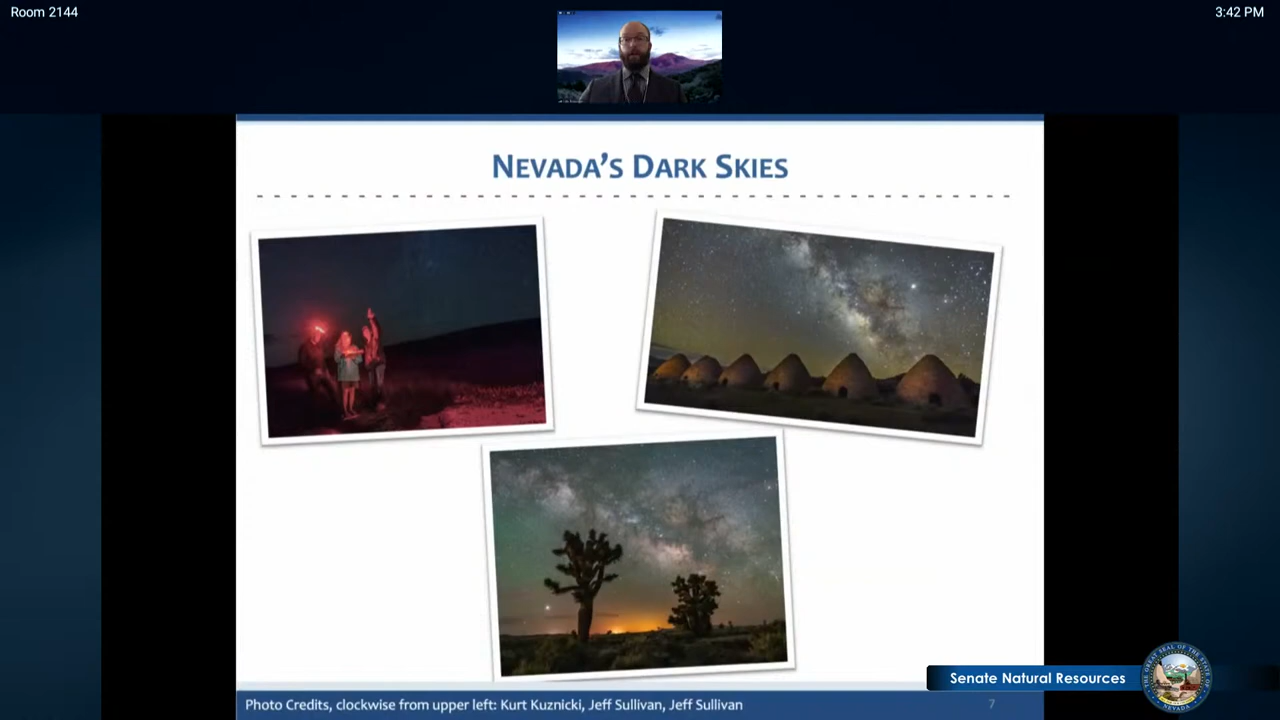 Room 2144
3:42 PM
NEVADA'S DARK SKIES
Senate Natural Resources
NEVADA
Photo Credits, clockwise from upper left: Kurt Kuznicki, Jeff Sullivan, Jeff Sullivan
7